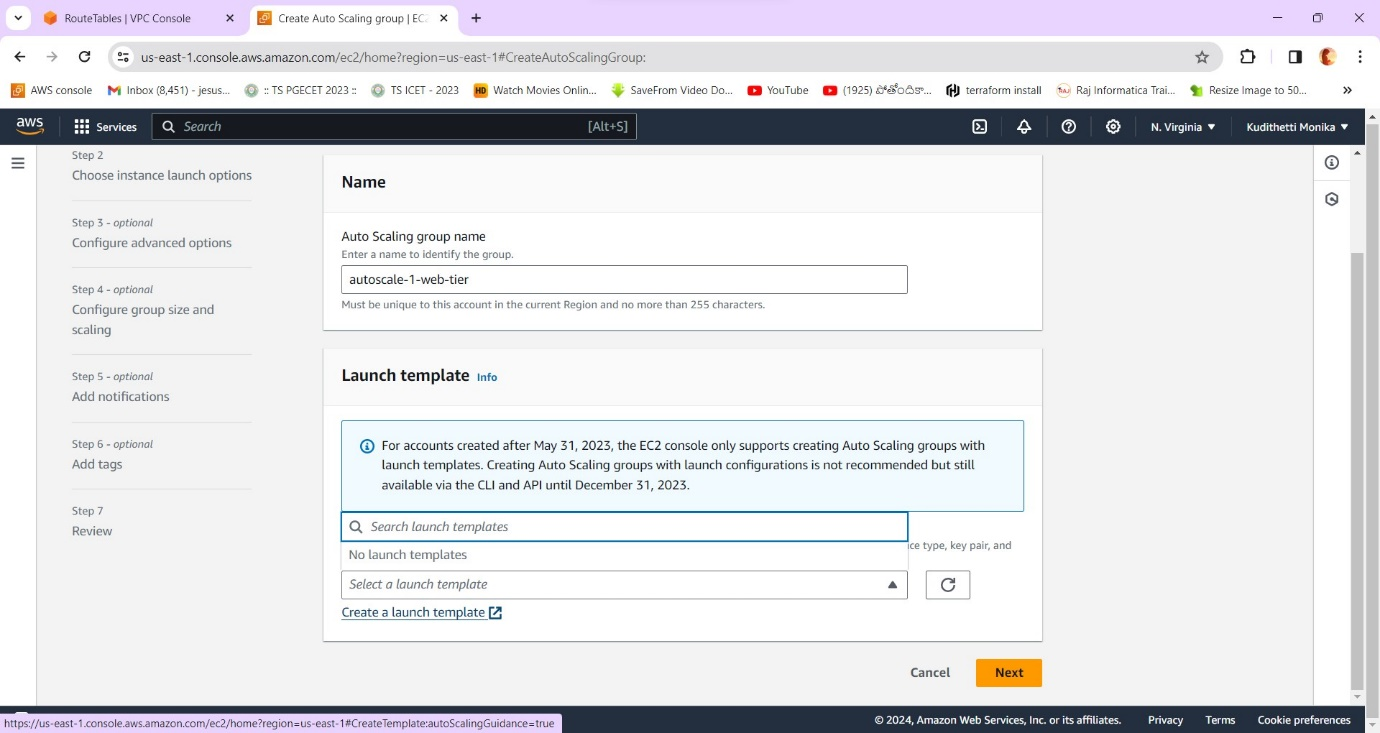 RouteTables | VPC Console
Create Auto Scaling group | EC
us-east-1.console.aws.amazon.com/ec2/home?region=us-east-1#CreateAutoScalingGroup:
AWS console
Inbox (8,451) - jesus...
:: TS PGECET 2023 ::
TS ICET - 2023
HD
Watch Movies Onlin...
SaveFrom Video Do...
YouTube
(1925)
terraform install
Raj Informatica Trai...
Resize Image to 50...
aws
Services
Search
[Alt+S]
N. Virginia
Kudithetti Monika
Step 2
Choose instance launch options
Step 3 - optional
Configure advanced options
Step 4 - optional
Configure group size and
scaling
Step 5 - optional
Add notifications
Step 6 - optional
Add tags
Step 7
Review
Name
Auto Scaling group name
Enter a name to identify the group.
autoscale-1-web-tier
Must be unique to this account in the current Region and no more than 255 characters.
Launch template Info
For accounts created after May 31, 2023, the EC2 console only supports creating Auto Scaling groups with
launch templates. Creating Auto Scaling groups with launch configurations is not recommended but still
available via the CLI and API until December 31, 2023.
Search launch templates
ce type, key pair, and
No launch templates
Select a launch template
Create a launch template
Cancel
Next
https://us-east-1.console.aws.amazon.com/ec2/home?region=us-east-1#CreateTemplate:autoScalingGuidance=true
© 2024, Amazon Web Services, Inc. or its affiliates.
Privacy
Terms
Cookie preferences